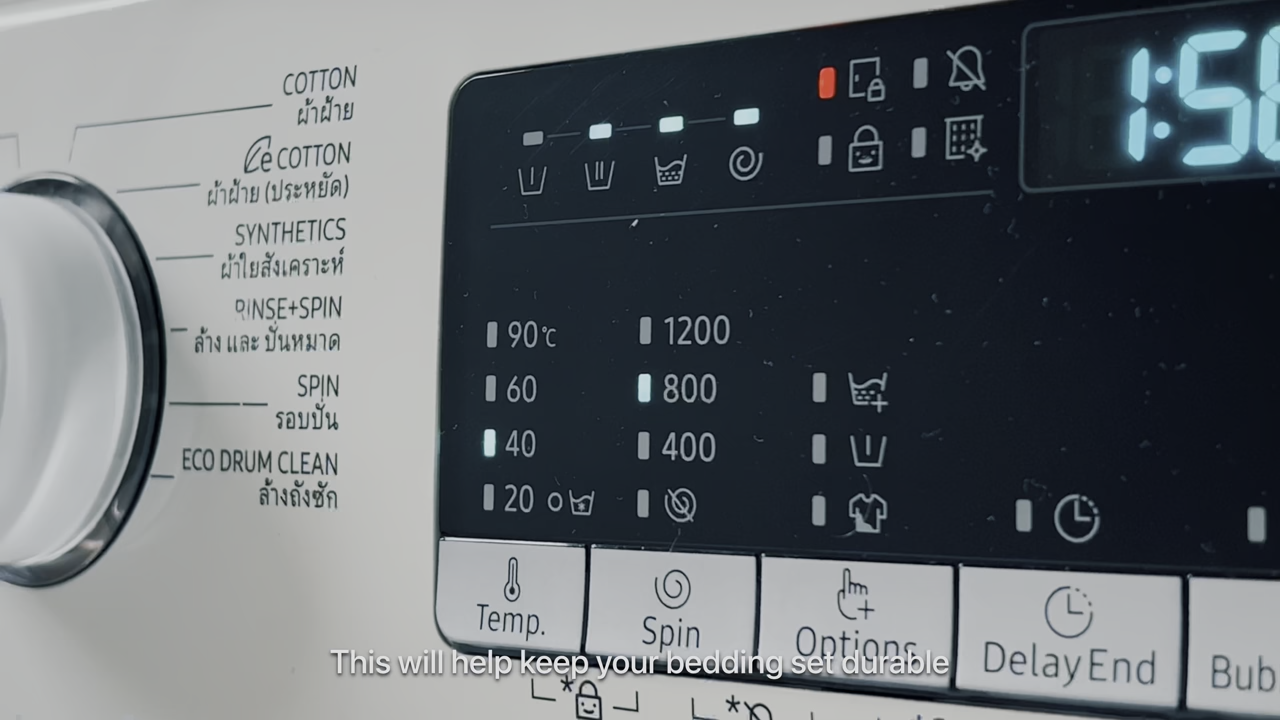 COTTON
ผ้าฝ้าย
COTTON
ผ้าฝ้าย (ประหยัด)
SYNTHETICS
ผ้าใยสังเคราะห์
RINSE+SPIN
ล้าง และ ปั่นหมาด
SPIN
รอบปั่น
ECO DRUM CLEAN
ล้างถังซัก
90℃
60
40
20
1200
800
400
Temp.
Spin
Options
Delay End
This will help keep your bedding set durable